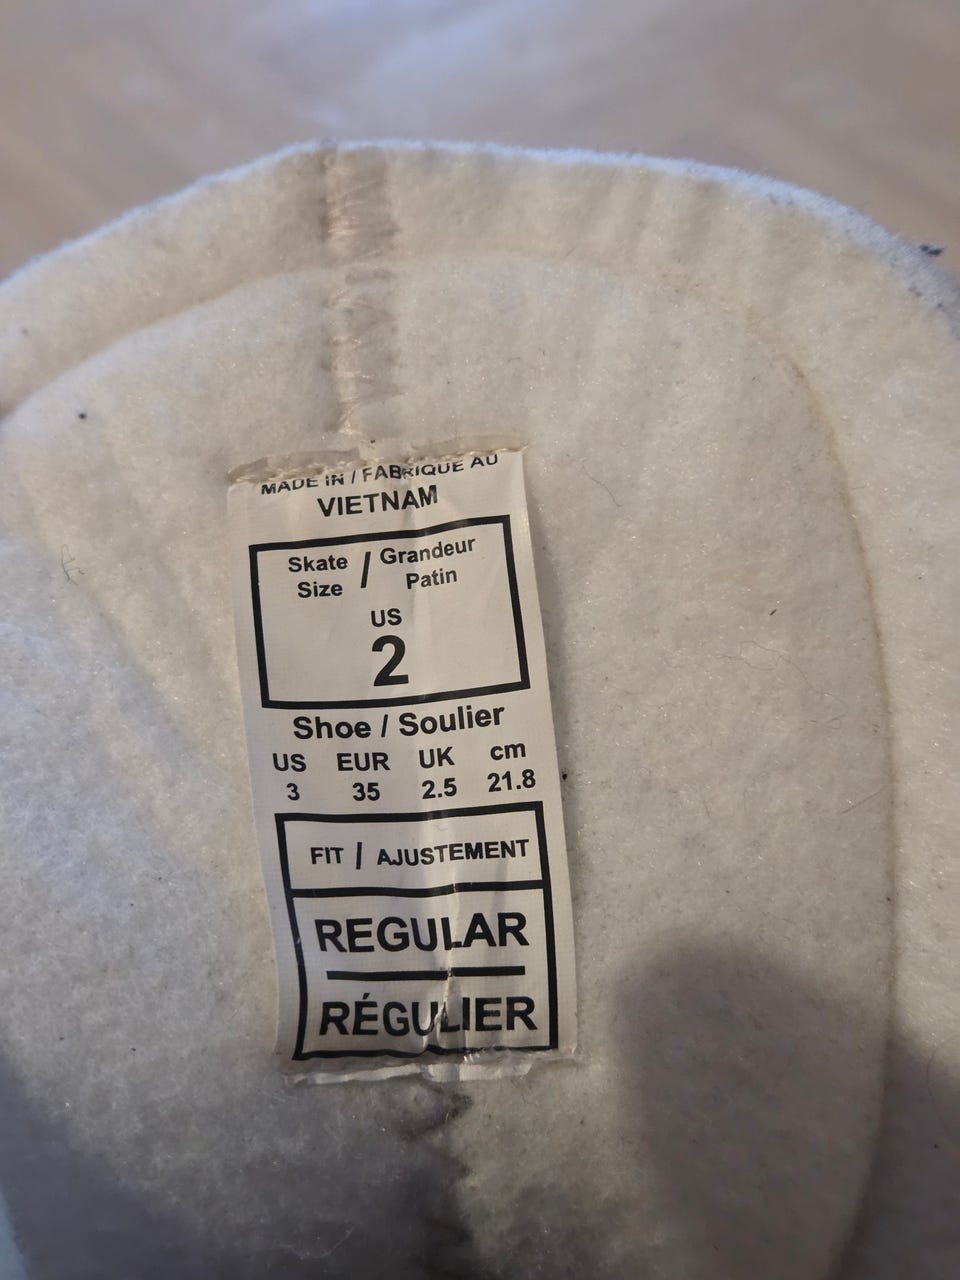 MADE IN / FABRIQUE AU
VIETNAM
Skate Size / Grandeur Patin
US
2
Shoe / Soulier
US EUR UK cm
3 35 2.5 21.8
FIT / AJUSTEMENT
REGULAR
RÉGULIER